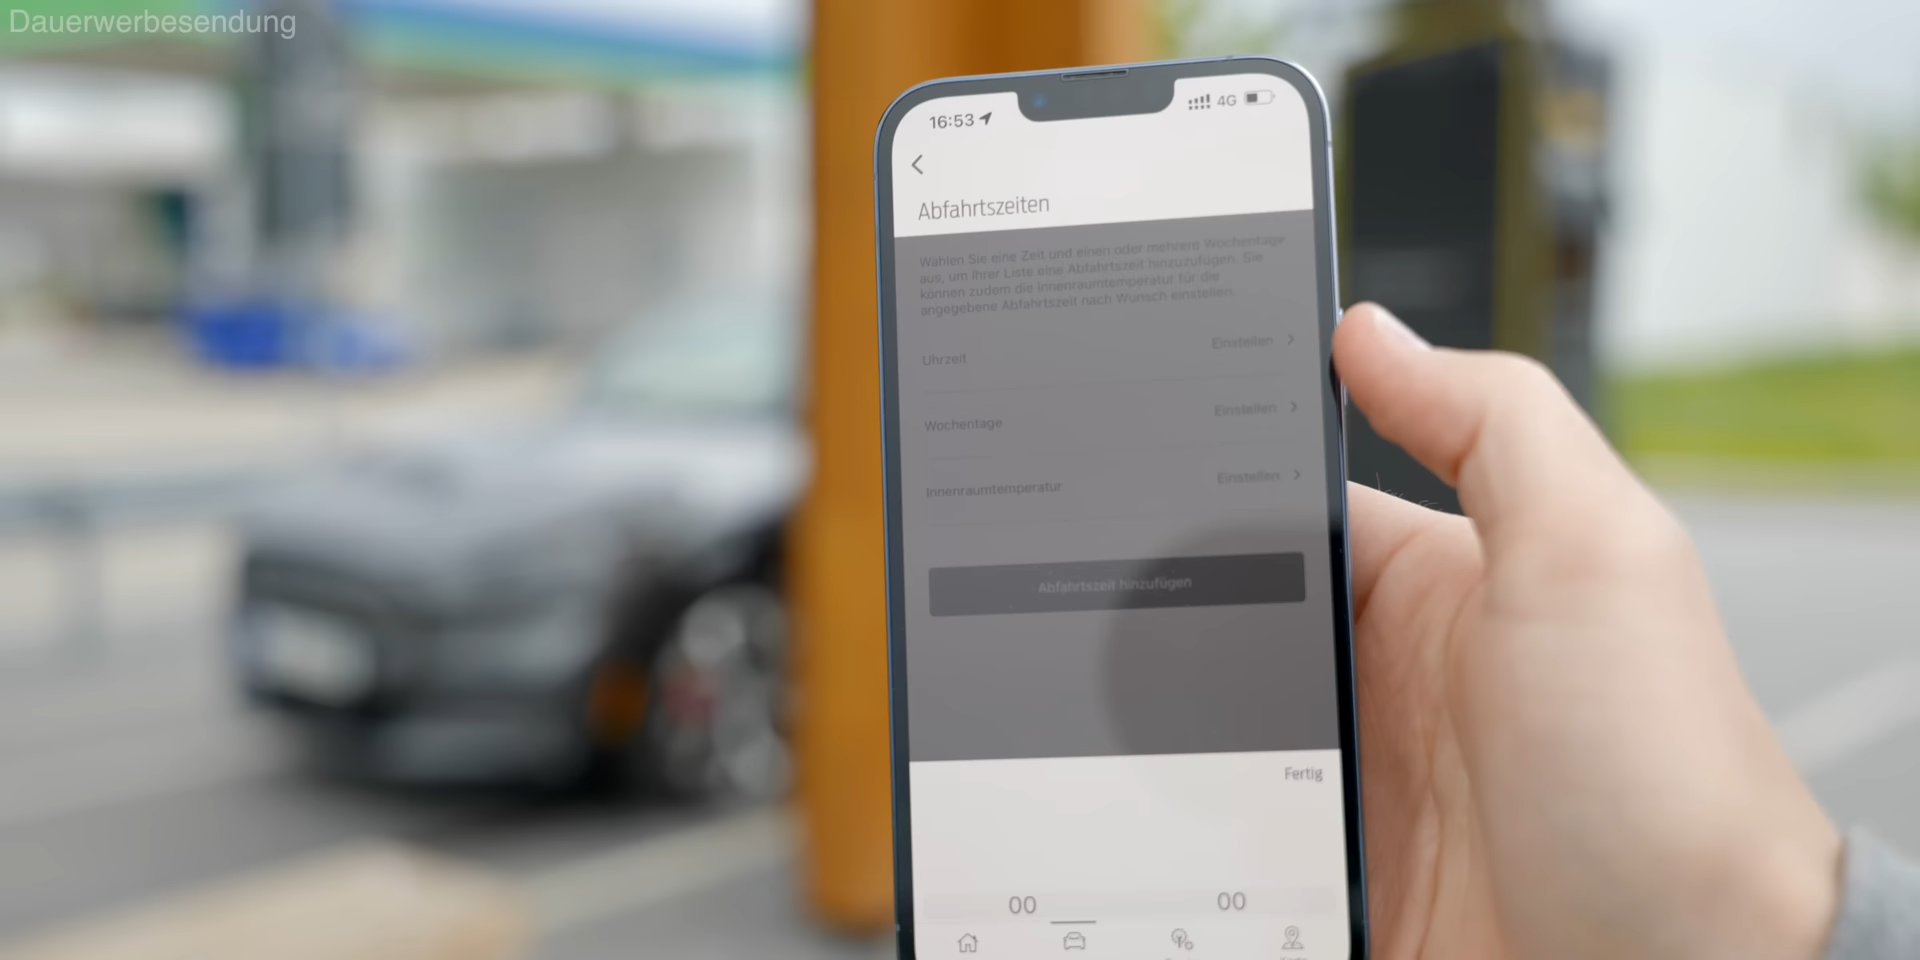 Dauerwerbesendung
16:53
4G
Abfahrtszeiten
Wählen Sie eine Zeit und einen oder mehrere Wochentage
aus, um Ihrer Liste eine Abfahrtszeit hinzuzufügen. Sie
können zudem die Innenraumtemperatur für die
angegebene Abfahrtszeit nach Wunsch einstellen.
Uhrzeit Einstellen
Wochentage Einstellen
Innenraumtemperatur Einstellen
Abfahrtszeit hinzufügen
Fertig
00 00